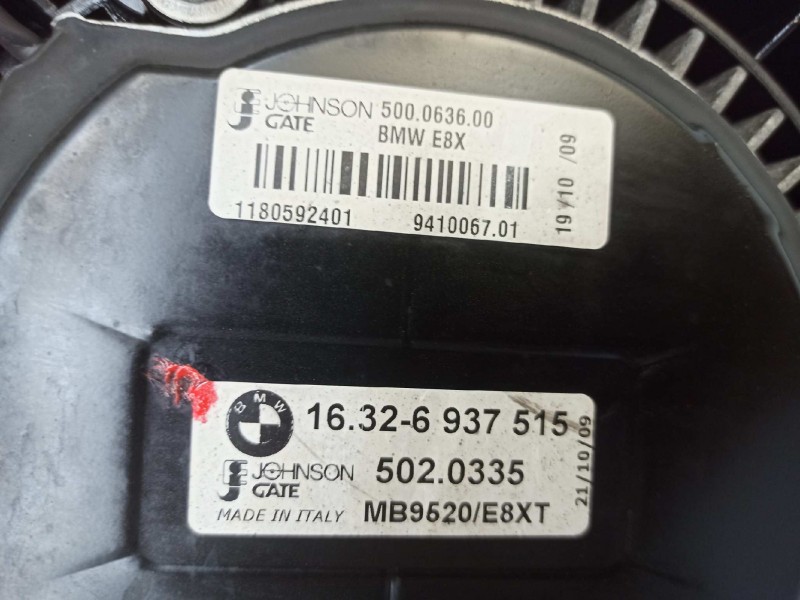 JOHNSON 500.0636.00
GATE BMW E8X
1180592401 9410067.01
19/10/09
BMW 16.32-6 937 515
JOHNSON 502.0335
GATE
MADE IN ITALY MB9520/E8XT
21/10/09